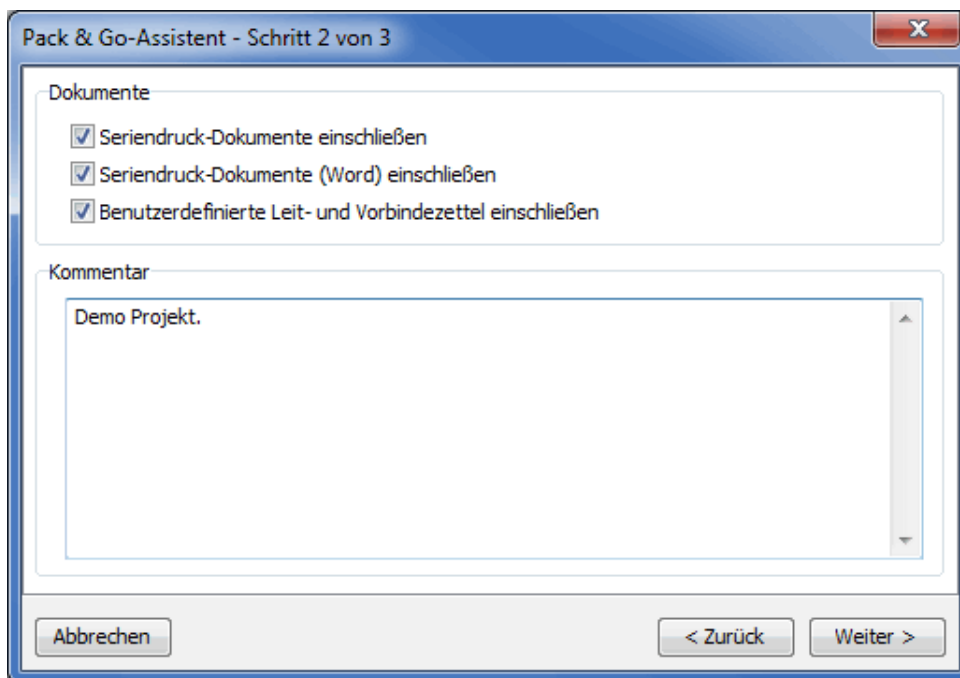 Pack & Go-Assistent - Schritt 2 von 3
Dokumente
Seriendruck-Dokumente einschließen
Seriendruck-Dokumente (Word) einschließen
Benutzerdefinierte Leit- und Vorbindezettel einschließen
Kommentar
Demo Projekt.
Abbrechen
< Zurück
Weiter >